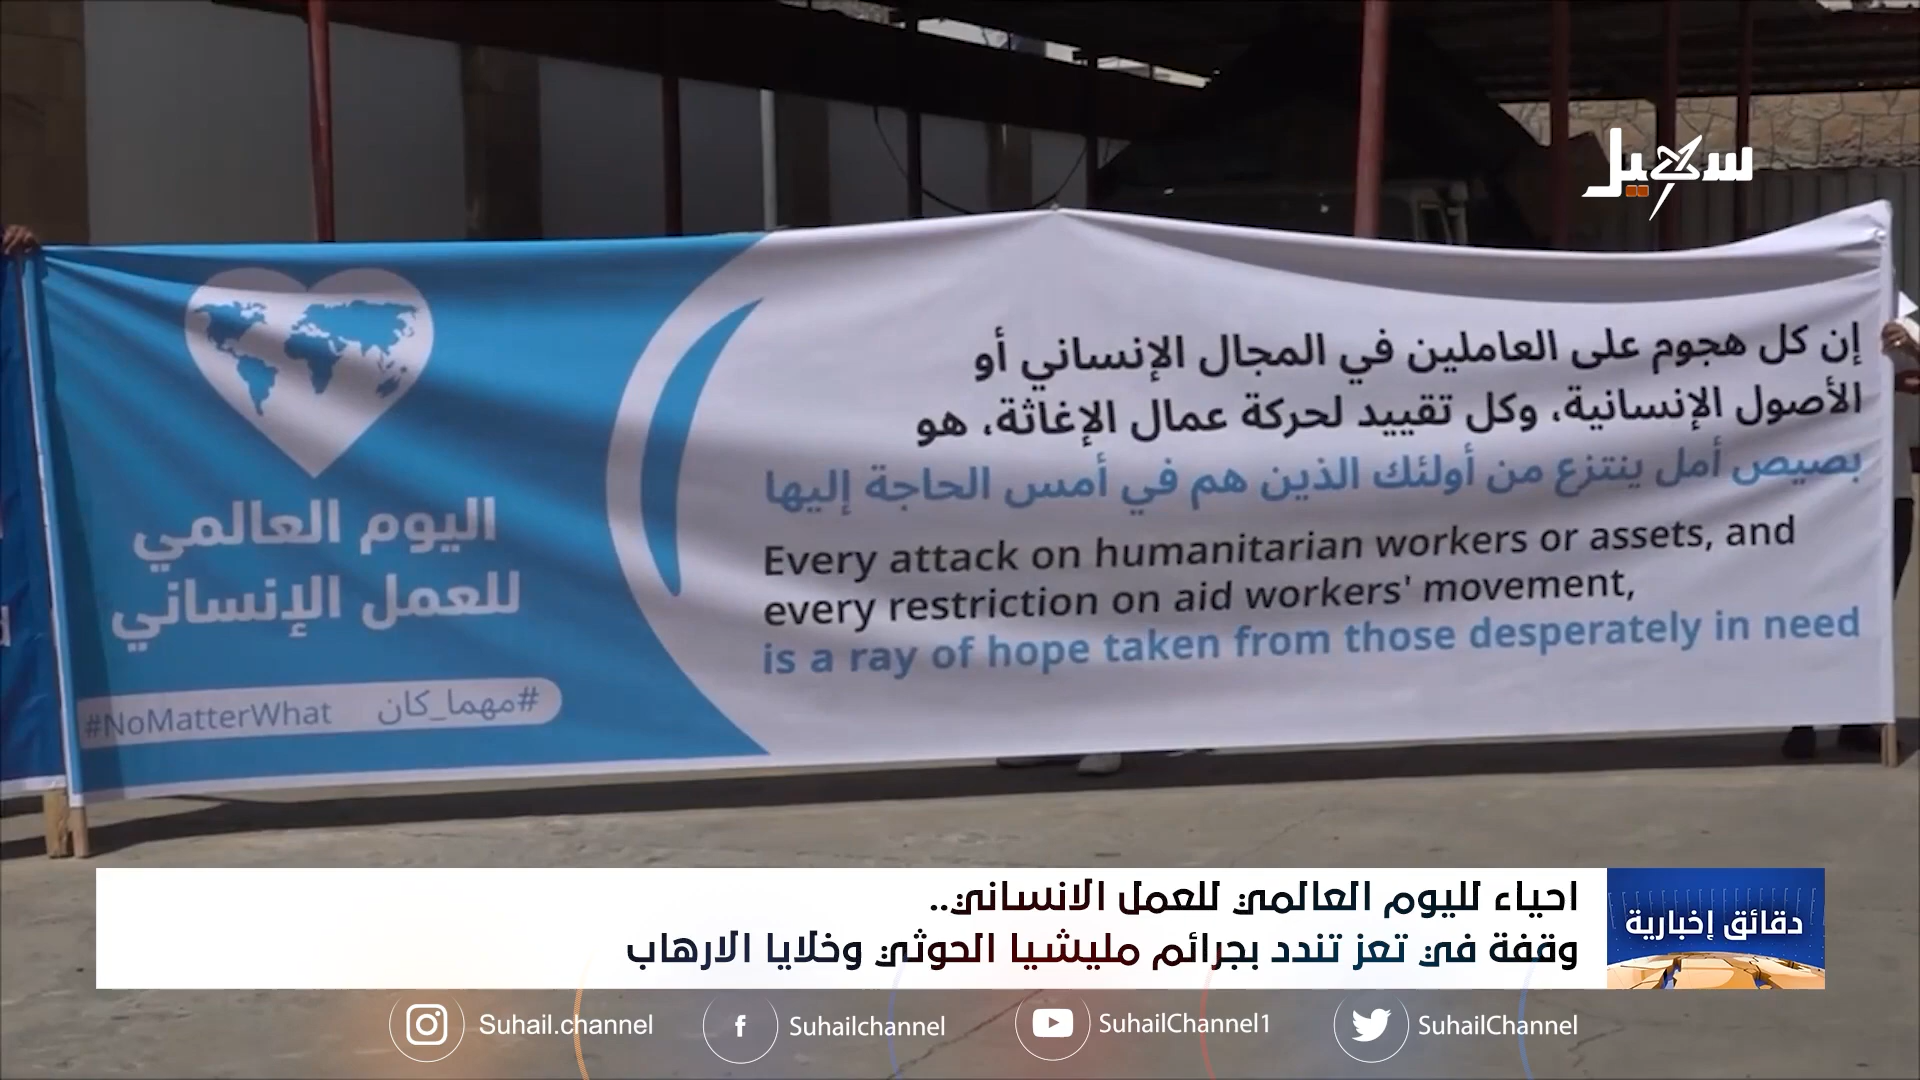 سهيل
إن كل هجوم على العاملين في المجال الإنساني أو
الأصول الإنسانية، وكل تقييد لحركة عمال الإغاثة، هو
بصيص أمل ينتزع من أولئك الذين هم في أمس الحاجة إليها
Every attack on humanitarian workers or assets, and
every restriction on aid workers' movement,
is a ray of hope taken from those desperately in need
اليوم العالمي
للعمل الإنساني
#مهما_كان
#NoMatterWhat
دقائق إخبارية
احياء لليوم العالمي للعمل الانساني..
وقفة في تعز تندد بجرائم مليشيا الحوثي وخلايا الارهاب
Suhail.channel
Suhailchannel
SuhailChannel1
SuhailChannel